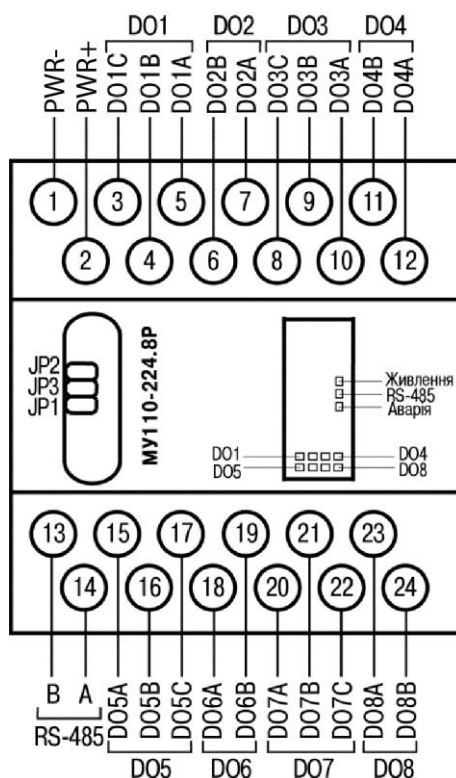 DO1 DO2 DO3 DO4
PWR- PWR+ DO1C DO1B DO1A DO2B DO2A DO3C DO3B DO3A DO4B DO4A
1 3 5 7 9 11
2 4 6 8 10 12
JP2
JP3
JP1
МУ110-224.8Р
Живлення
RS-485
Аварія
DO1 DO4
DO5 DO8
13 15 17 19 21 23
14 16 18 20 22 24
B A DO5A DO5B DO5C DO6A DO6B DO7A DO7B DO7C DO8A DO8B
RS-485 DO5 DO6 DO7 DO8